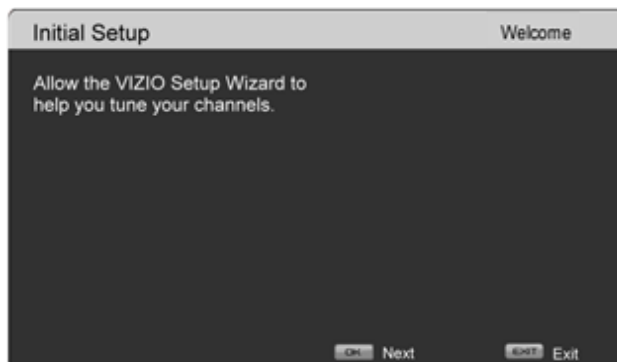 Initial Setup Welcome
Allow the VIZIO Setup Wizard to
help you tune your channels.
OK Next EXIT Exit